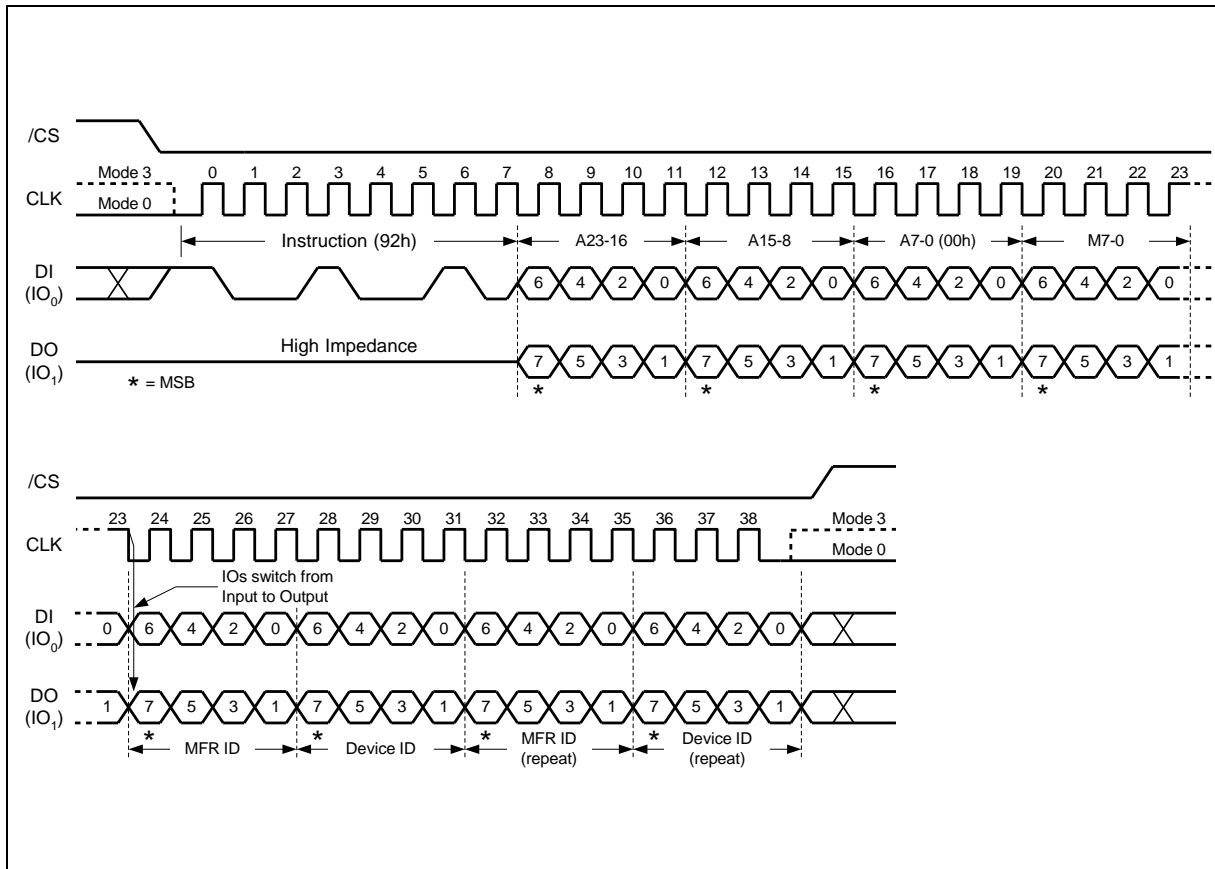 /CS
Mode 3 0 1 2 3 4 5 6 7 8 9 10 11 12 13 14 15 16 17 18 19 20 21 22 23
CLK Mode 0
Instruction (92h) A23-16 A15-8 A7-0 (00h) M7-0
DI
(IO0) 6 4 2 0 6 4 2 0 6 4 2 0 6 4 2 0
High Impedance
DO
(IO1) 7 5 3 1 7 5 3 1 7 5 3 1 7 5 3 1
* = MSB * * * *
/CS
23 24 25 26 27 28 29 30 31 32 33 34 35 36 37 38 Mode 3
CLK Mode 0
IOs switch from
Input to Output
DI
(IO0) 0 6 4 2 0 6 4 2 0 6 4 2 0 6 4 2 0
DO
(IO1) 1 7 5 3 1 7 5 3 1 7 5 3 1 7 5 3 1
* * * *
MFR ID Device ID MFR ID
(repeat) Device ID
(repeat)